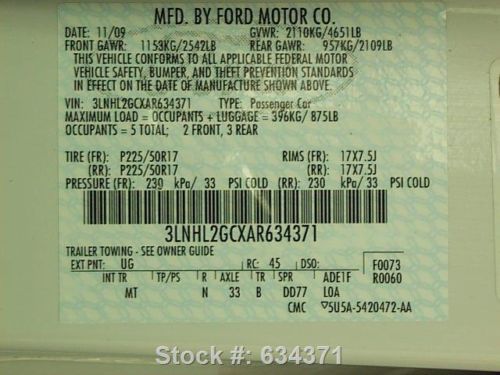 MFD. BY FORD MOTOR CO.
DATE: 11/09 GVWR: 2110KG/4651LB
FRONT GAWR: 1153KG/2542LB REAR GAWR: 957KG/2109LB
THIS VEHICLE CONFORMS TO ALL APPLICABLE FEDERAL MOTOR
VEHICLE SAFETY, BUMPER, AND THEFT PREVENTION STANDARDS
IN EFFECT ON THE DATE OF MANUFACTURE SHOWN ABOVE.
VIN: 3LNHL2GCXAR634371 TYPE: Passenger Car
MAXIMUM LOAD = OCCUPANTS + LUGGAGE = 396KG/ 875LB
OCCUPANTS = 5 TOTAL; 2 FRONT, 3 REAR
TIRE (FR): P225/50R17 RIMS (FR): 17X7.5J
(RR): P225/50R17 (RR): 17X7.5J
PRESSURE (FR): 230 kPa/ 33 PSI COLD (RR): 230 kPa/ 33 PSI COLD
3LNHL2GCXAR634371
TRAILER TOWING - SEE OWNER GUIDE
EXT PNT: UG RC: 45 DSO: F0073
R0060
INT TR TP/PS R AXLE TR SPR ADE1F
MT N 33 B DD77 LOA
CMC ▽5U5A-5420472-AA
Stock #: 634371